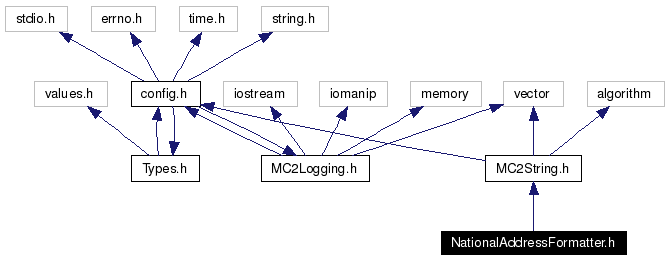 stdio.h
errno.h
time.h
string.h
values.h
config.h
iostream
iomanip
memory
vector
algorithm
Types.h
MC2Logging.h
MC2String.h
NationalAddressFormatter.h